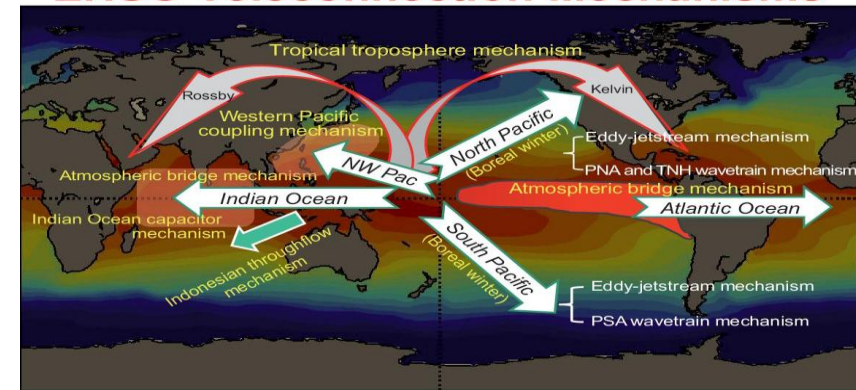 Tropical troposphere mechanism
Rossby
Kelvin
Western Pacific
coupling mechanism
North Pacific
(Boreal winter)
Eddy-jetstream mechanism
PNA and TNH wavetrain mechanism
NW Pac
Atmospheric bridge mechanism
Atmospheric bridge mechanism
Indian Ocean
Atlantic Ocean
Indian Ocean capacitor
mechanism
Indonesian throughflow
mechanism
South Pacific
(Boreal winter)
Eddy-jetstream mechanism
PSA wavetrain mechanism